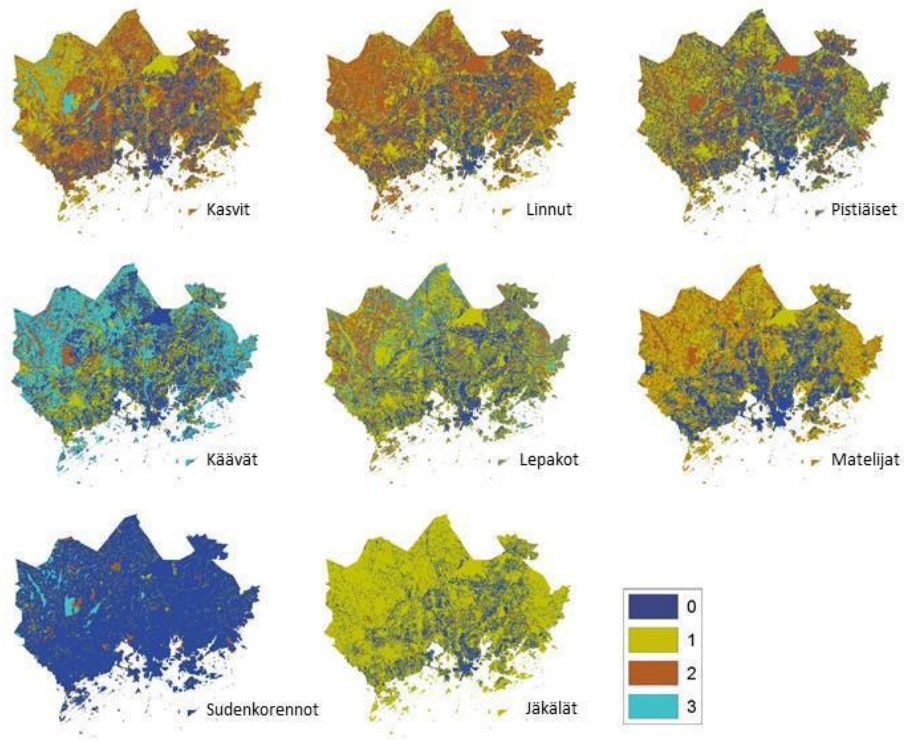 Kasvit
Linnut
Pistiäiset
Käävät
Lepakot
Matelijat
Sudenkorennot
Jäkälät
0
1
2
3